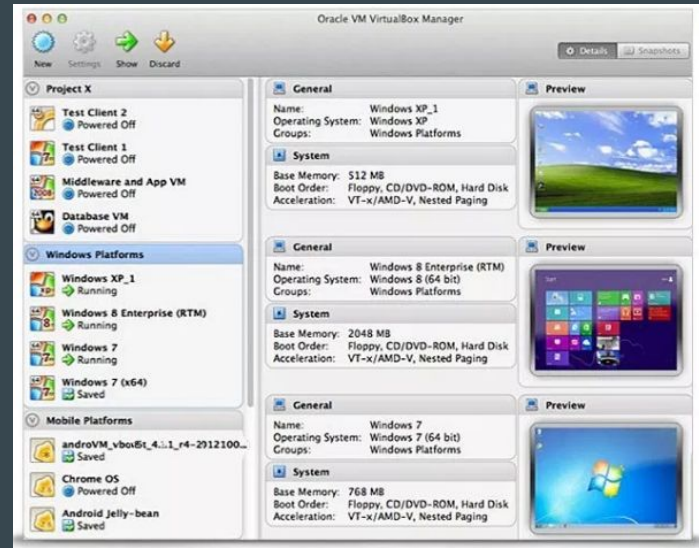 Oracle VM VirtualBox Manager
New Settings Show Discard
Details Snapshots
Project X
Test Client 2
Powered Off
Test Client 1
Powered Off
Middleware and App VM
Powered Off
Database VM
Powered Off
Windows Platforms
Windows XP_1
Running
Windows 8 Enterprise (RTM)
Running
Windows 7
Running
Windows 7 (x64)
Saved
Mobile Platforms
Saved
Chrome OS
Powered Off
Android Jelly-bean
Saved
General
Name: Windows XP_1
Operating System: Windows XP
Groups: Windows Platforms
System
Base Memory: 512 MB
Boot Order: Floppy, CD/DVD-ROM, Hard Disk
Acceleration: VT-x/AMD-V, Nested Paging
Preview
General
Name: Windows 8 Enterprise (RTM)
Operating System: Windows 8 (64 bit)
Groups: Windows Platforms
System
Base Memory: 2048 MB
Boot Order: Floppy, CD/DVD-ROM, Hard Disk
Acceleration: VT-x/AMD-V, Nested Paging
Preview
Start
General
Name: Windows 7
Operating System: Windows 7 (64 bit)
Groups: Windows Platforms
System
Base Memory: 768 MB
Boot Order: Floppy, CD/DVD-ROM, Hard Disk
Acceleration: VT-x/AMD-V, Nested Paging
Preview